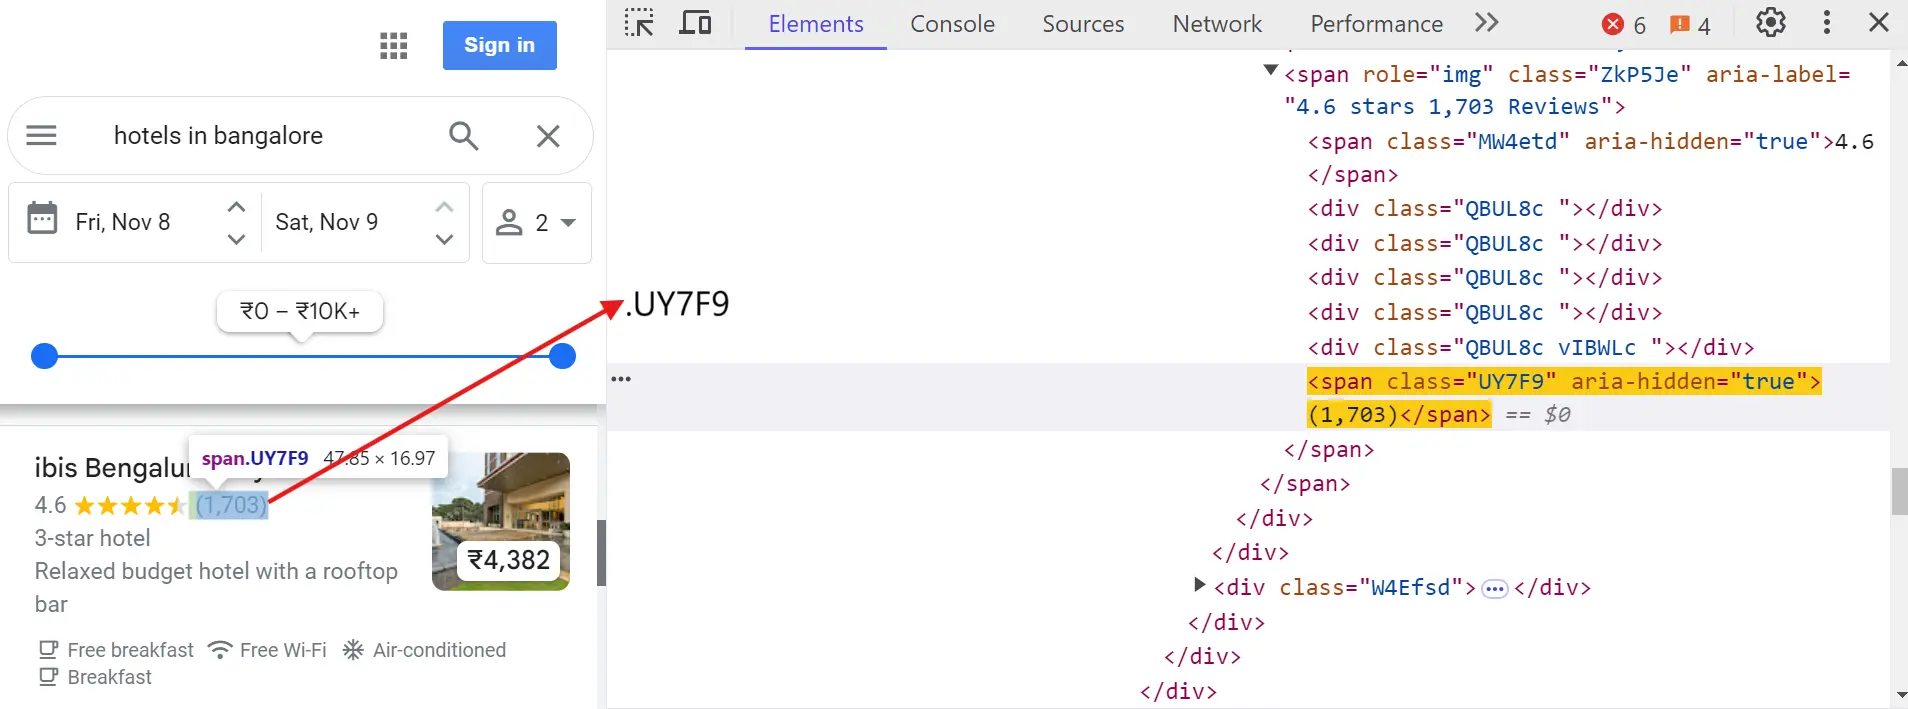 Sign in
hotels in bangalore
Fri, Nov 8
Sat, Nov 9
2
₹0 – ₹10K+
span.UY7F9 47.85 × 16.97
ibis Bengalu
4.6 (1,703)
3-star hotel
Relaxed budget hotel with a rooftop
bar
₹4,382
Free breakfast Free Wi-Fi Air-conditioned
Breakfast
.UY7F9
Elements Console Sources Network Performance 6 4
<span role="img" class="ZkP5Je" aria-label=
"4.6 stars 1,703 Reviews">
<span class="MW4etd" aria-hidden="true">4.6
</span>
<div class="QBUL8c "></div>
<div class="QBUL8c "></div>
<div class="QBUL8c "></div>
<div class="QBUL8c "></div>
<div class="QBUL8c vIBWLc "></div>
<span class="UY7F9" aria-hidden="true">
(1,703)</span> == $0
</span>
</span>
</div>
</div>
<div class="W4Efsd">…</div>
</div>
</div>
</div>